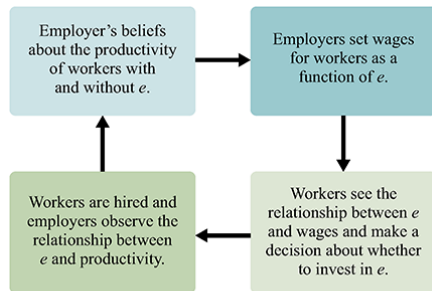 Employer's beliefs
about the productivity
of workers with
and without e.
Employers set wages
for workers as a
function of e.
Workers see the
relationship between e
and wages and make a
decision about whether
to invest in e.
Workers are hired and
employers observe the
relationship between
e and productivity.